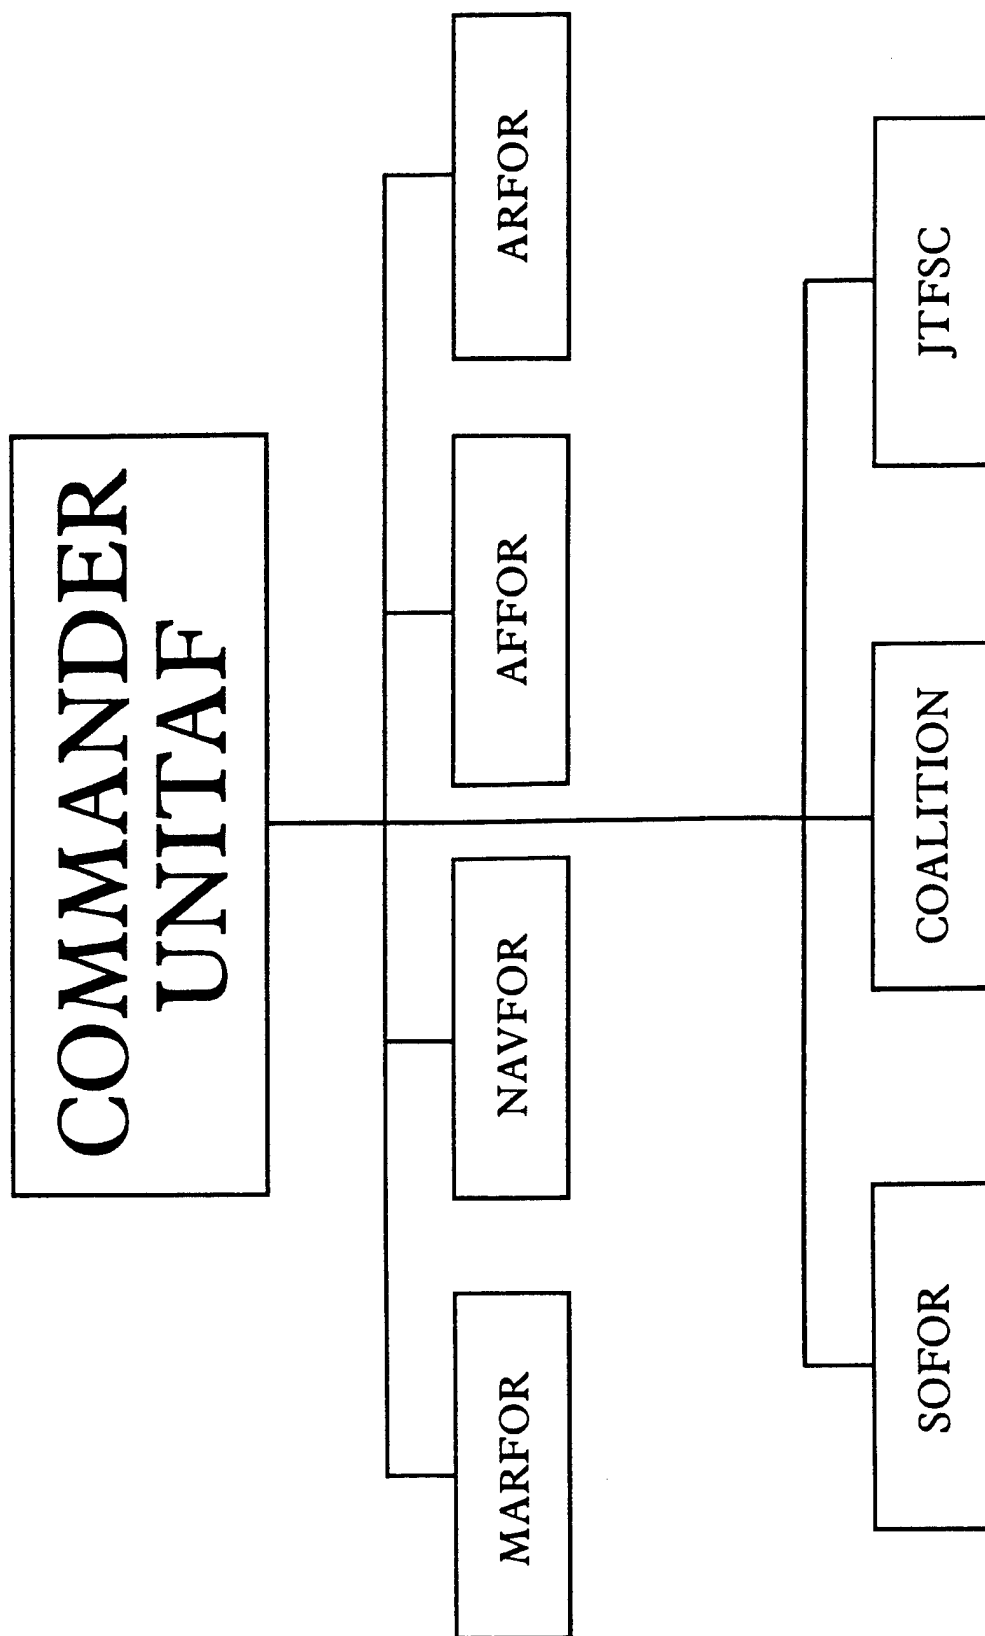 COMMANDER
UNITAF
MARFOR
NAVFOR
AFFOR
ARFOR
SOFOR
COALITION
JTFSC